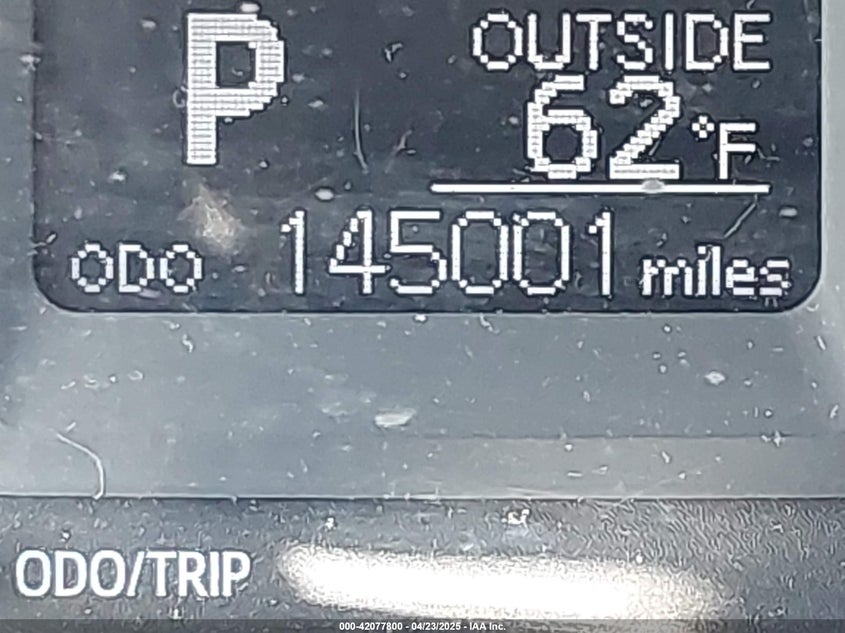 P
OUTSIDE
62°F
ODO 145001 miles
ODO/TRIP
000-42077800 - 04/23/2025 - IAA Inc.